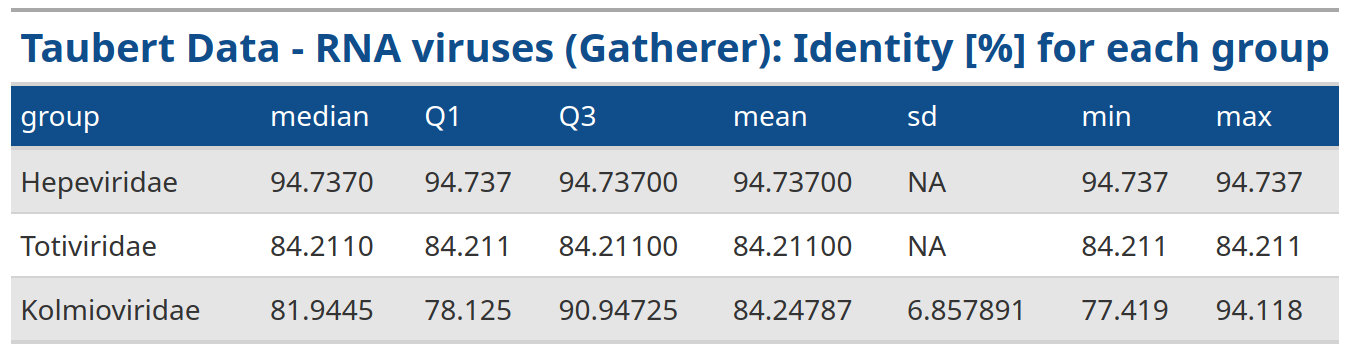 Taubert Data - RNA viruses (Gatherer): Identity [%] for each group
group median Q1 Q3 mean sd min max
Hepeviridae 94.7370 94.737 94.73700 94.73700 NA 94.737 94.737
Totiviridae 84.2110 84.211 84.21100 84.21100 NA 84.211 84.211
Kolmioviridae 81.9445 78.125 90.94725 84.24787 6.857891 77.419 94.118